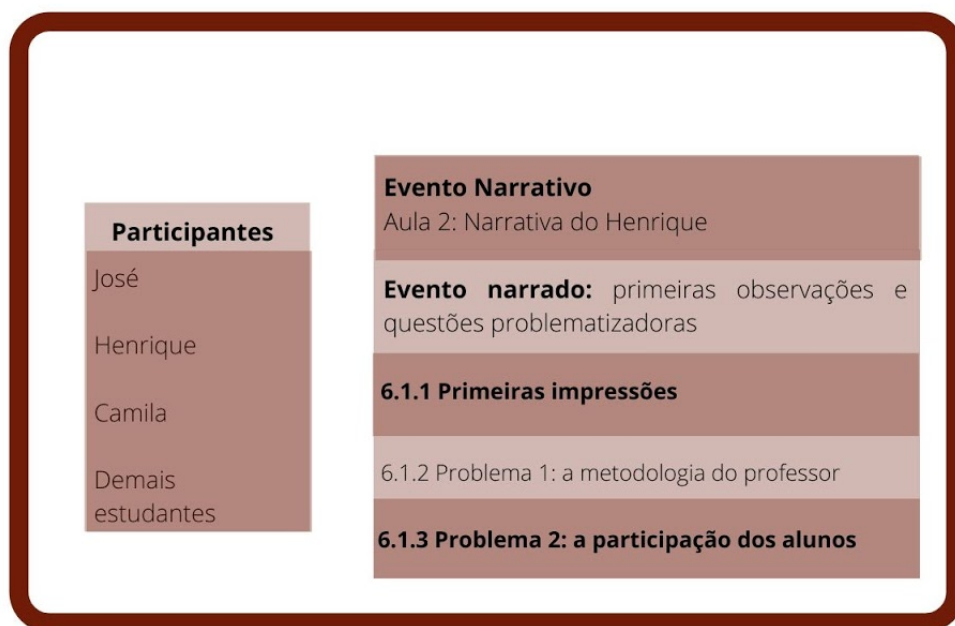 Participantes
José
Henrique
Camila
Demais
estudantes
Evento Narrativo
Aula 2: Narrativa do Henrique
Evento narrado: primeiras observações e
questões problematizadoras
6.1.1 Primeiras impressões
6.1.2 Problema 1: a metodologia do professor
6.1.3 Problema 2: a participação dos alunos